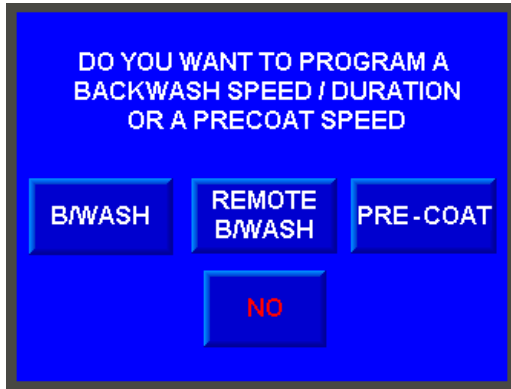 DO YOU WANT TO PROGRAM A
BACKWASH SPEED / DURATION
OR A PRECOAT SPEED
B/WASH
REMOTE
B/WASH
PRE-COAT
NO